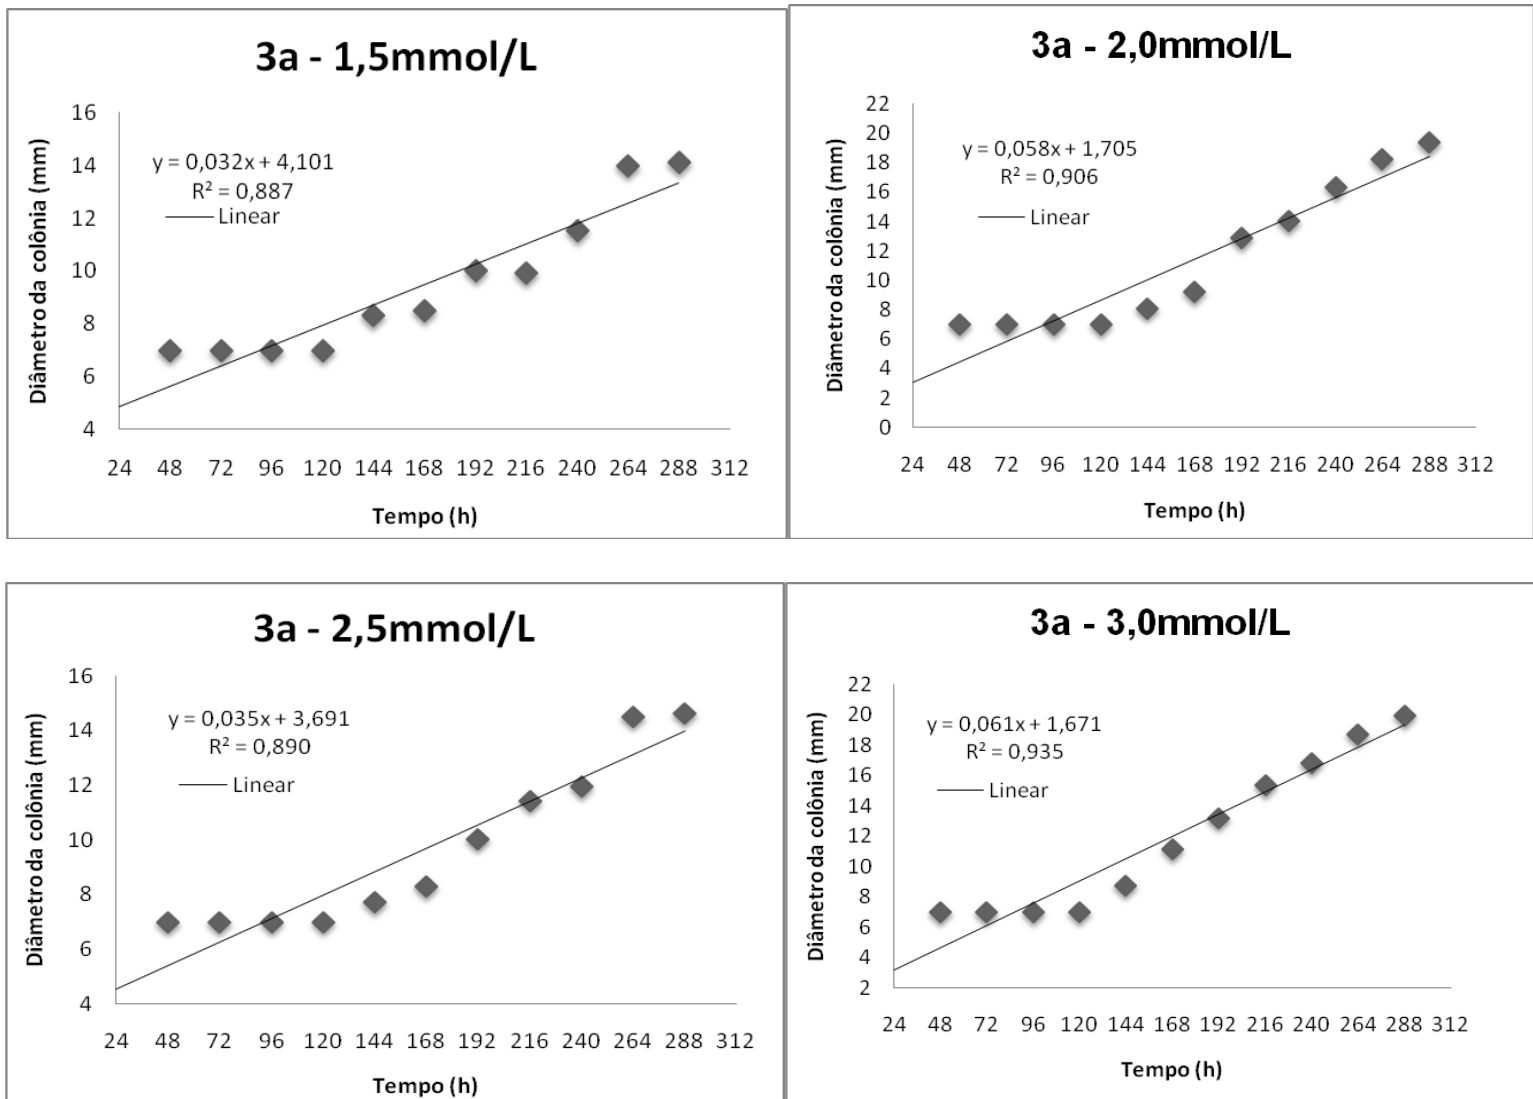 3a - 1,5mmol/L
Diâmetro da colônia (mm)
16
14
12
10
8
6
4
y = 0,032x + 4,101
R² = 0,887
Linear
24 48 72 96 120 144 168 192 216 240 264 288 312
Tempo (h)
3a - 2,0mmol/L
Diâmetro da colônia (mm)
22
20
18
16
14
12
10
8
6
4
2
0
y = 0,058x + 1,705
R² = 0,906
Linear
24 48 72 96 120 144 168 192 216 240 264 288 312
Tempo (h)
3a - 2,5mmol/L
Diâmetro da colônia (mm)
16
14
12
10
8
6
4
y = 0,035x + 3,691
R² = 0,890
Linear
24 48 72 96 120 144 168 192 216 240 264 288 312
Tempo (h)
3a - 3,0mmol/L
Diâmetro da colônia (mm)
22
20
18
16
14
12
10
8
6
4
2
y = 0,061x + 1,671
R² = 0,935
Linear
24 48 72 96 120 144 168 192 216 240 264 288 312
Tempo (h)